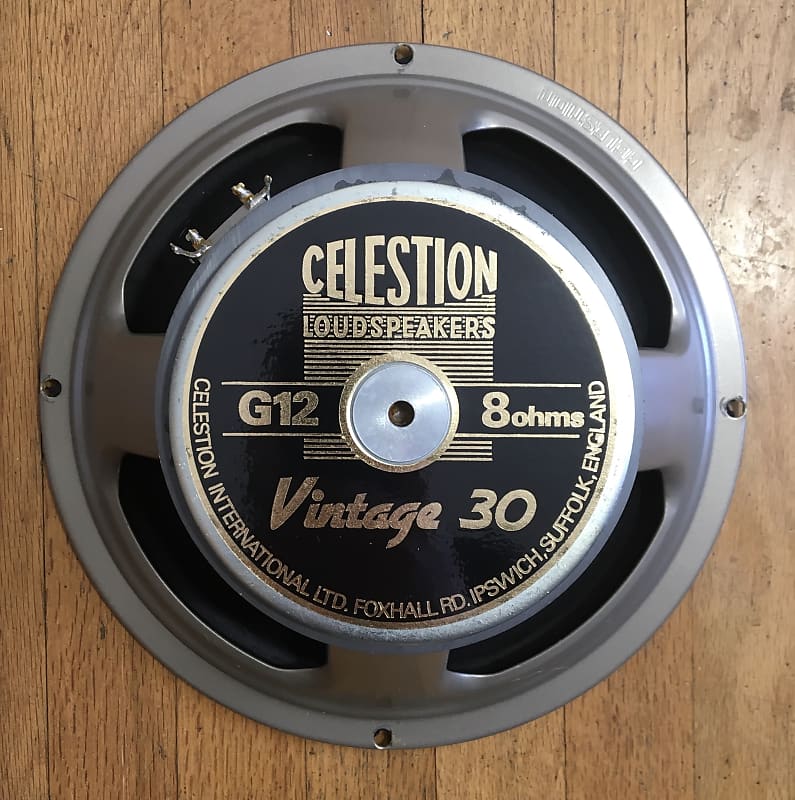 CELESTION
LOUDSPEAKERS
G12 8ohms
Vintage 30
CELESTION INTERNATIONAL LTD. FOXHALL RD. IPSWICH, SUFFOLK, ENGLAND